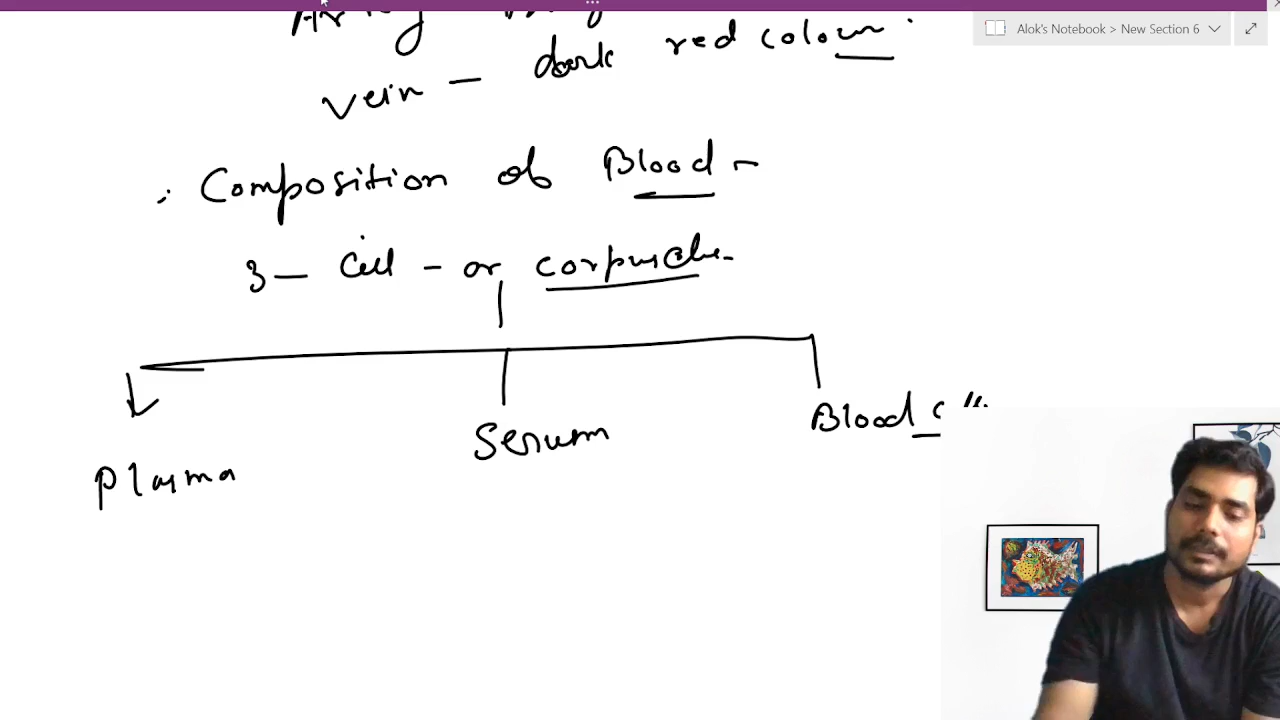 Alok's Notebook > New Section 6
vein – dark red colour.
Composition of Blood –
3 – Cell – or corpuscle.
Plasma
Serum
Blood